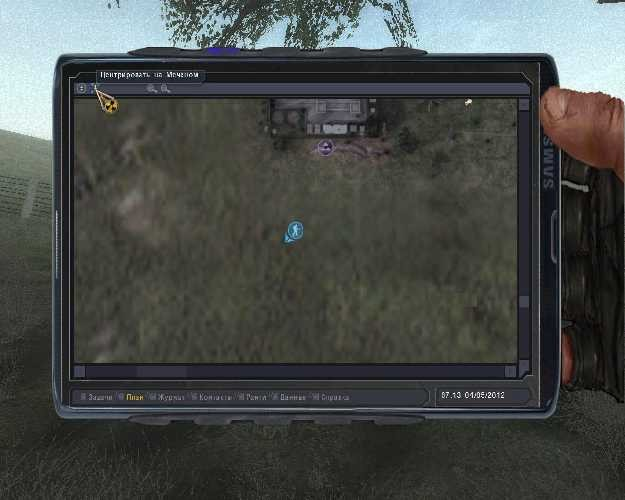 Центрировать на Меченом
SAMS
Задачи План Журнал Контакты Ранги Данные Справка
07:13 04/05/2012